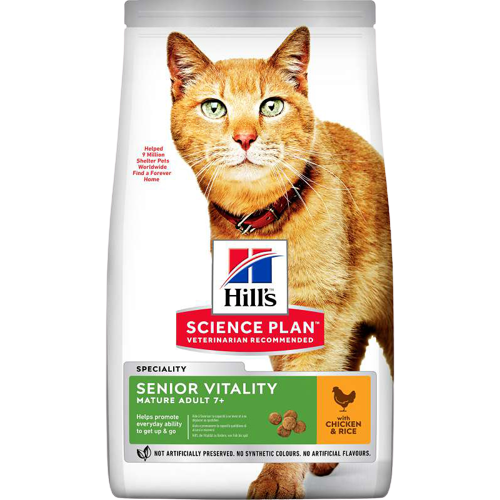 Helped
9 Million
Shelter Pets
Worldwide
Find a Forever
Home
Hill's
SCIENCE PLAN™
VETERINARIAN RECOMMENDED
SPECIALITY
SENIOR VITALITY
MATURE ADULT 7+
Helps promote
everyday ability
to get up & go
with
CHICKEN
& RICE
NOT ARTIFICIALLY PRESERVED. NO SYNTHETIC COLOURS. NO ARTIFICIAL FLAVOURS.